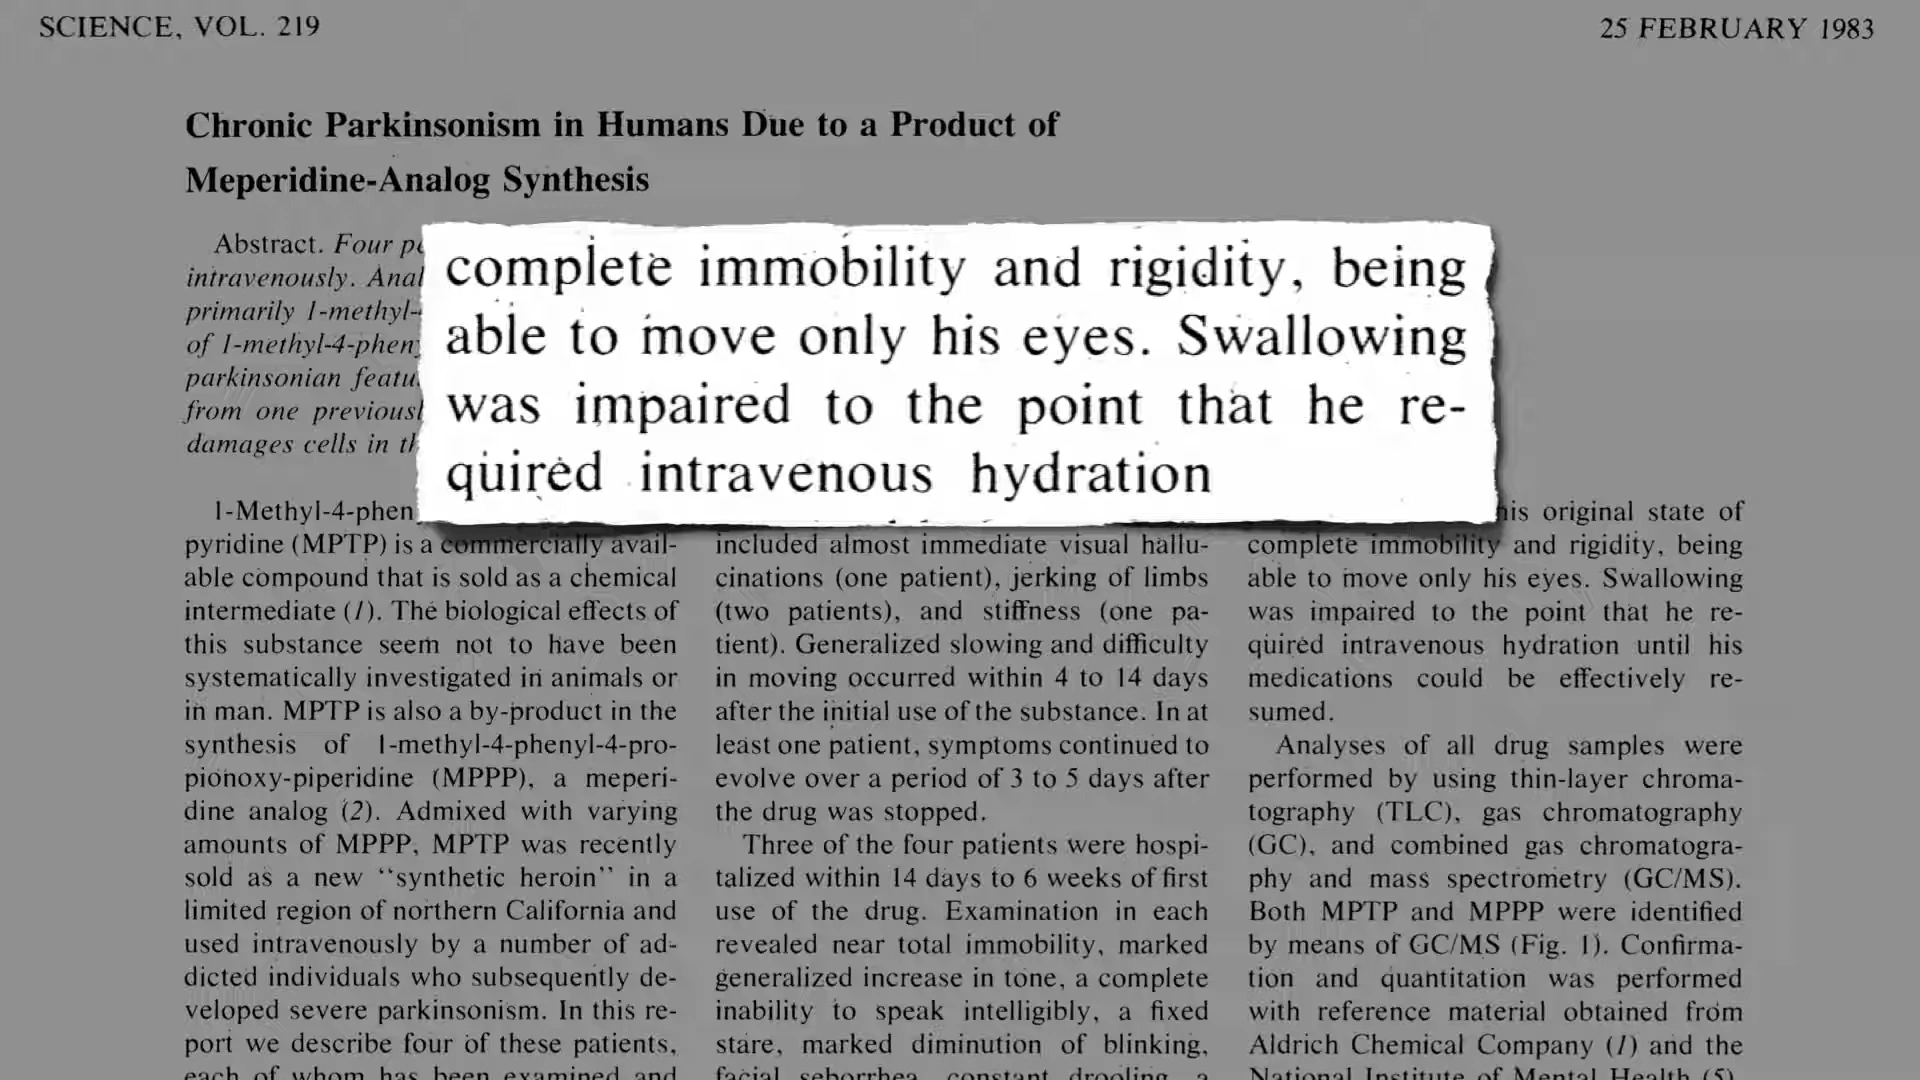 SCIENCE, VOL. 219
25 FEBRUARY 1983
Chronic Parkinsonism in Humans Due to a Product of
Meperidine-Analog Synthesis
Abstract. Four
intravenously.
primarily 1-methyl-
of 1-methyl-4-
parkinsonian
from one
damages cells in
complete immobility and rigidity, being
able to move only his eyes. Swallowing
was impaired to the point that he re-
quired intravenous hydration
1-Methyl-4-phen
pyridine (MPTP) is a commercially avail-
able compound that is sold as a chemical
intermediate (1). The biological effects of
this substance seem not to have been
systematically investigated in animals or
in man. MPTP is also a by-product in the
synthesis of 1-methyl-4-phenyl-4-pro-
pionoxy-piperidine (MPPP), a meperi-
dine analog (2). Admixed with varying
amounts of MPPP, MPTP was recently
sold as a new "synthetic heroin" in a
limited region of northern California and
used intravenously by a number of ad-
dicted individuals who subsequently de-
veloped severe parkinsonism. In this re-
port we describe four of these patients,
each of whom has been examined and
included almost immediate visual hallu-
cinations (one patient), jerking of limbs
(two patients), and stiffness (one pa-
tient). Generalized slowing and difficulty
in moving occurred within 4 to 14 days
after the initial use of the substance. In at
least one patient, symptoms continued to
evolve over a period of 3 to 5 days after
the drug was stopped.
Three of the four patients were hospi-
talized within 14 days to 6 weeks of first
use of the drug. Examination in each
revealed near total immobility, marked
generalized increase in tone, a complete
inability to speak intelligibly, a fixed
stare, marked diminution of blinking,
facial seborrhea, constant drooling, a
his original state of
complete immobility and rigidity, being
able to move only his eyes. Swallowing
was impaired to the point that he re-
quired intravenous hydration until his
medications could be effectively re-
sumed.
Analyses of all drug samples were
performed by using thin-layer chroma-
tography (TLC), gas chromatography
(GC), and combined gas chromatogra-
phy and mass spectrometry (GC/MS).
Both MPTP and MPPP were identified
by means of GC/MS (Fig. 1). Confirma-
tion and quantitation was performed
with reference material obtained from
Aldrich Chemical Company (1) and the
National Institute of Mental Health (5).